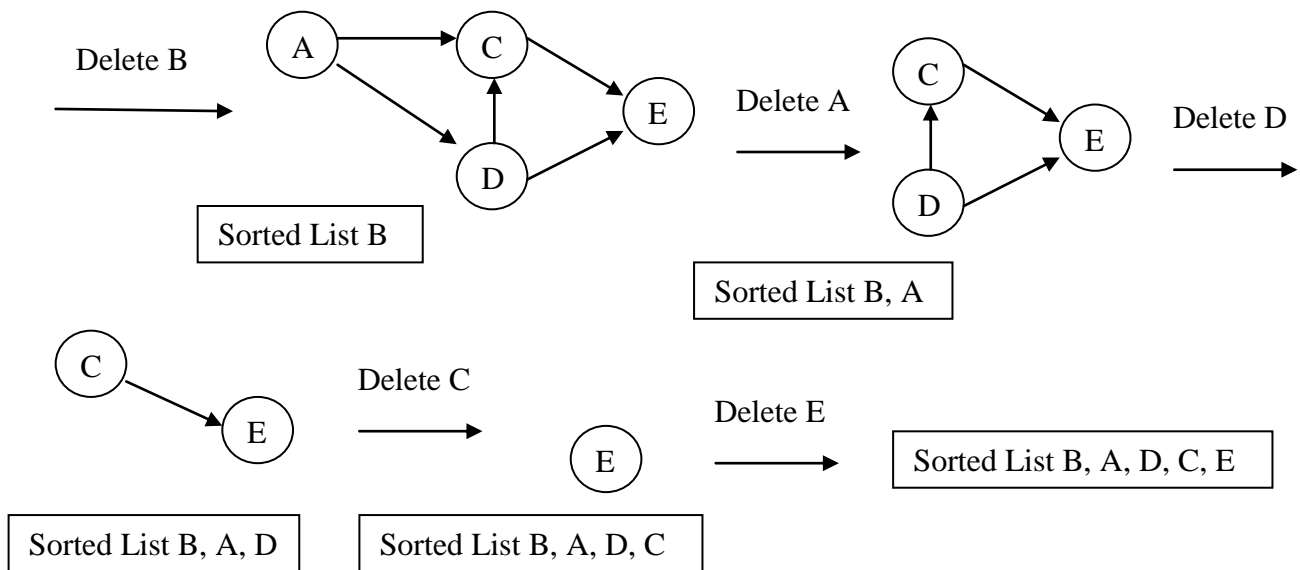 Delete B
A
C
E
D
Sorted List B
Delete A
C
E
D
Sorted List B, A
Delete D
C
E
Sorted List B, A, D
Delete C
E
Sorted List B, A, D, C
Delete E
Sorted List B, A, D, C, E